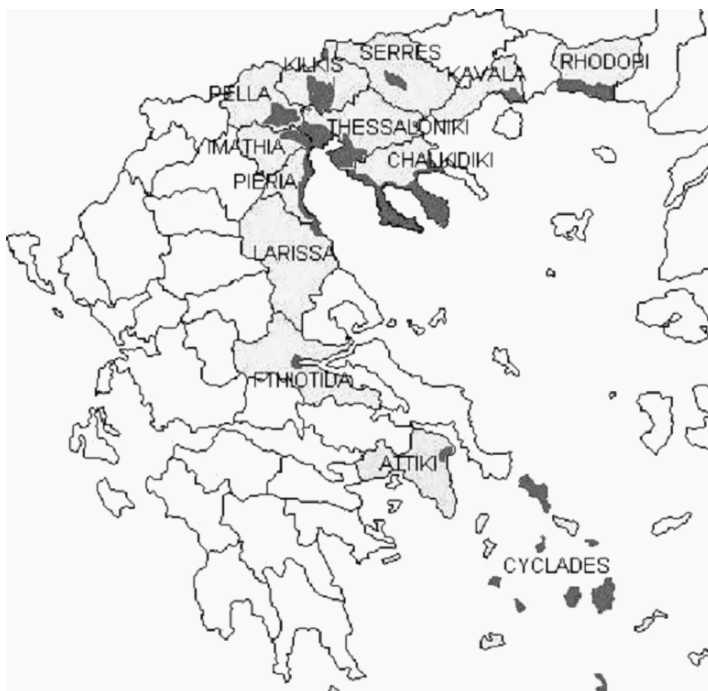 SERRES
KILKIS
RHODOPI
KAVALA
PELLA
THESSALONIKI
IMATHIA
CHALKIDIKI
PIERIA
LARISSA
FTHIOTIDA
ATTIKI
CYCLADES